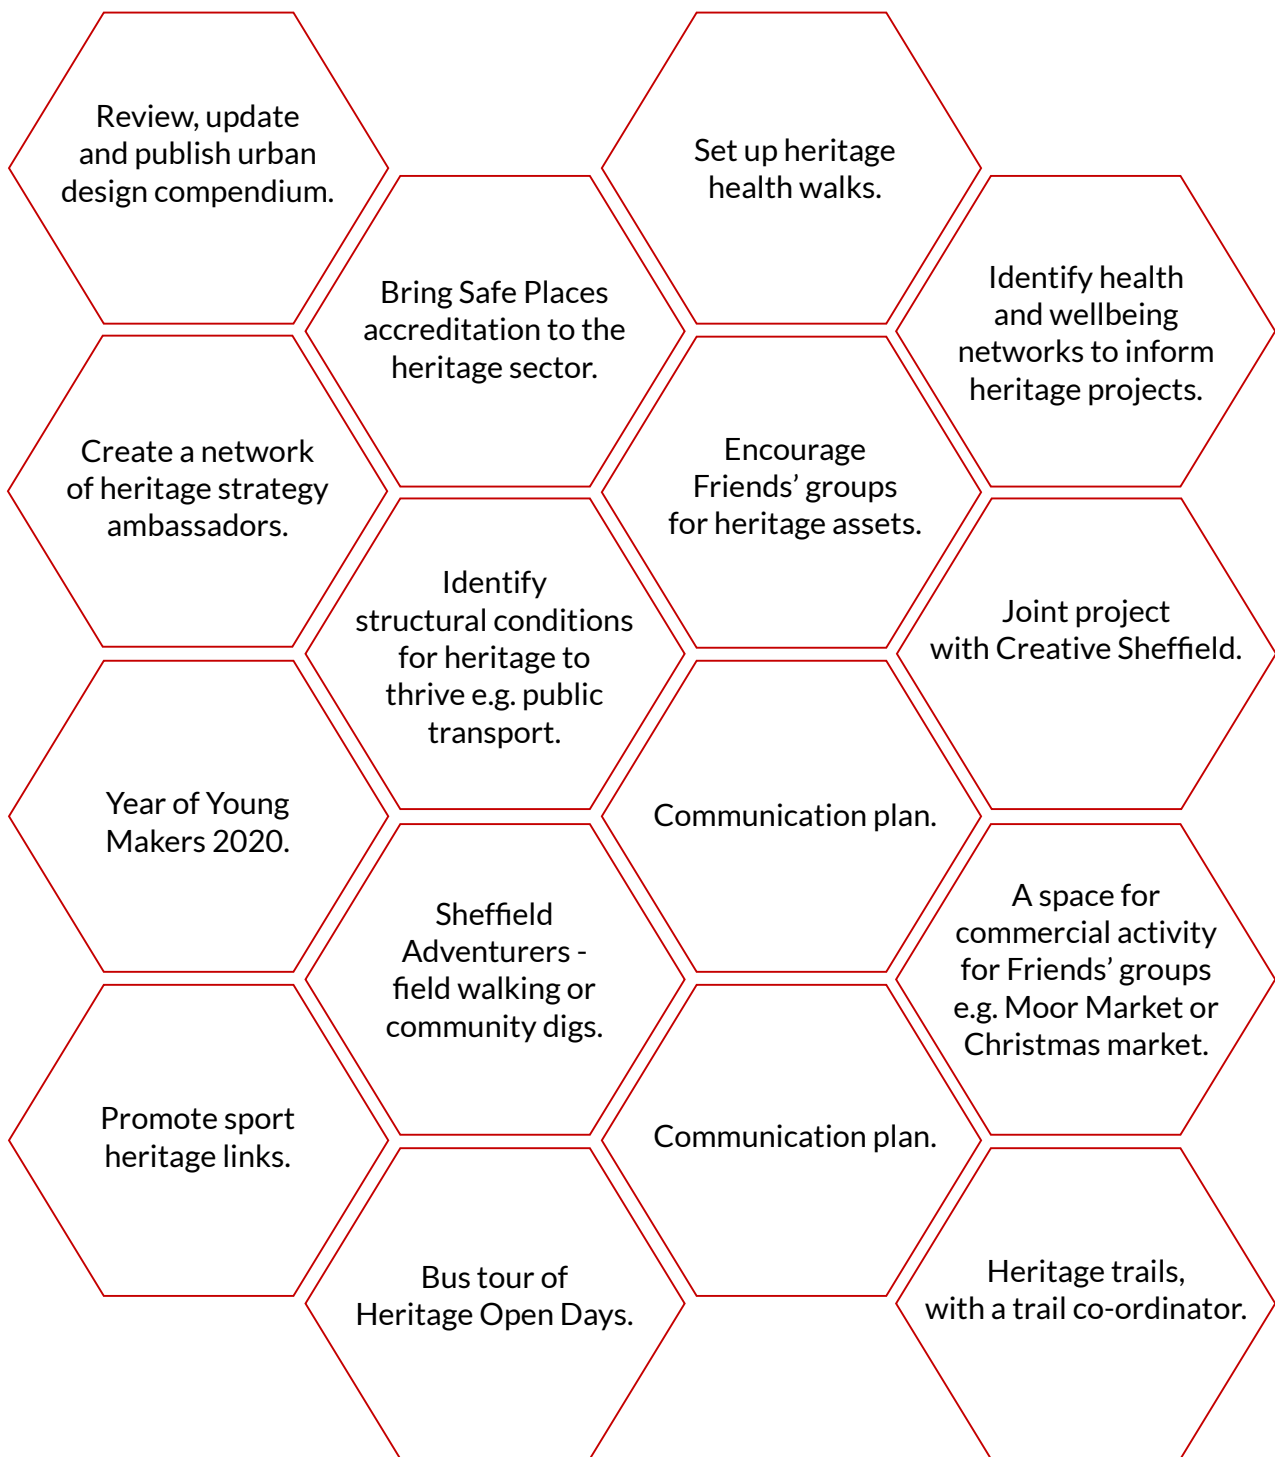 Review, update
and publish urban
design compendium.
Set up heritage
health walks.
Bring Safe Places
accreditation to the
heritage sector.
Identify health
and wellbeing
networks to inform
heritage projects.
Create a network
of heritage strategy
ambassadors.
Encourage
Friends’ groups
for heritage assets.
Identify
structural conditions
for heritage to
thrive e.g. public
transport.
Joint project
with Creative Sheffield.
Year of Young
Makers 2020.
Communication plan.
Sheffield
Adventurers -
field walking or
community digs.
A space for
commercial activity
for Friends’ groups
e.g. Moor Market or
Christmas market.
Promote sport
heritage links.
Communication plan.
Bus tour of
Heritage Open Days.
Heritage trails,
with a trail co-ordinator.